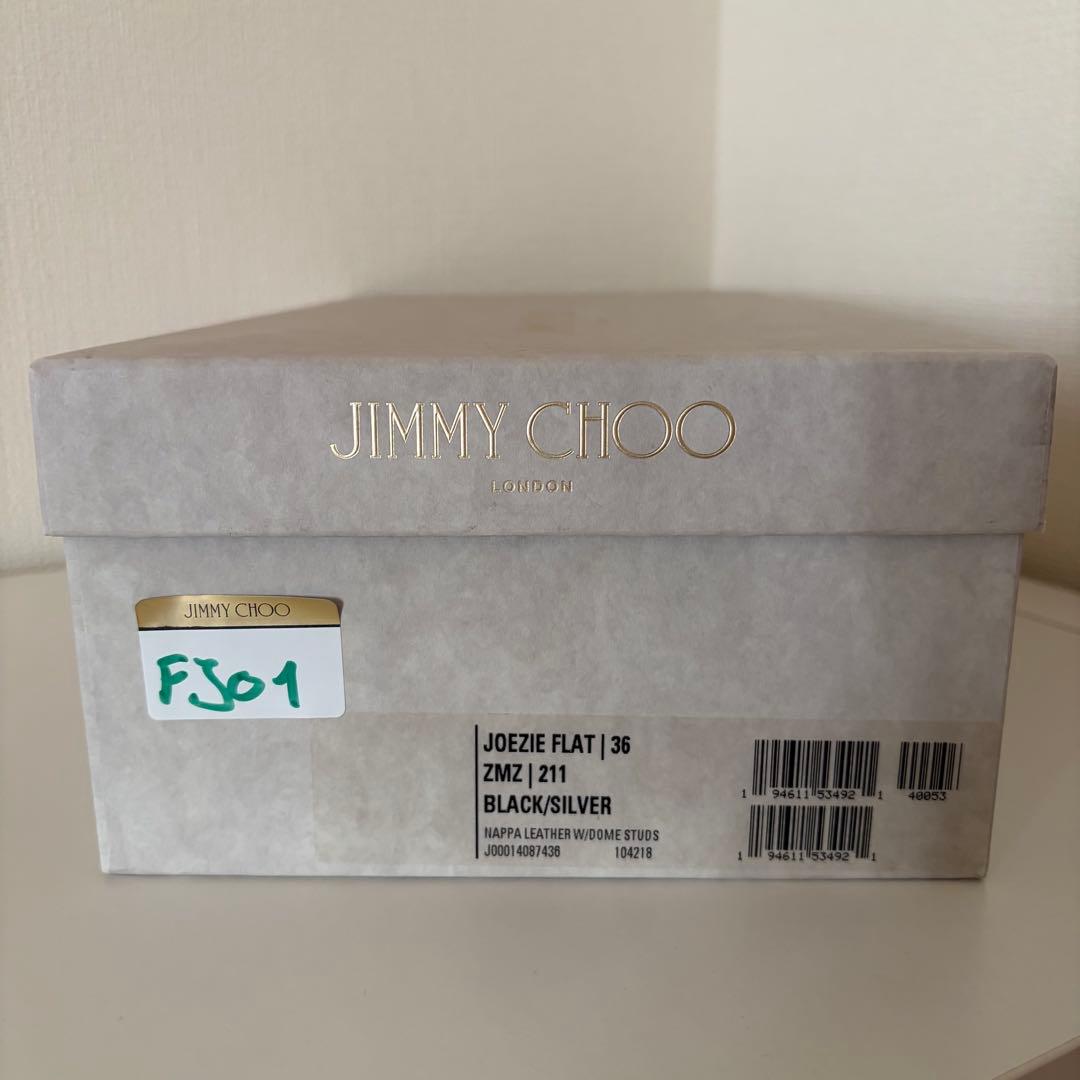 JIMMY CHOO
LONDON
JIMMY CHOO
FJ01
JOEZIE FLAT | 36
ZMZ | 211
BLACK/SILVER
NAPPA LEATHER W/DOME STUDS
J00014087436 104218
1 94611 53492 1
40053
1 94611 53492 1